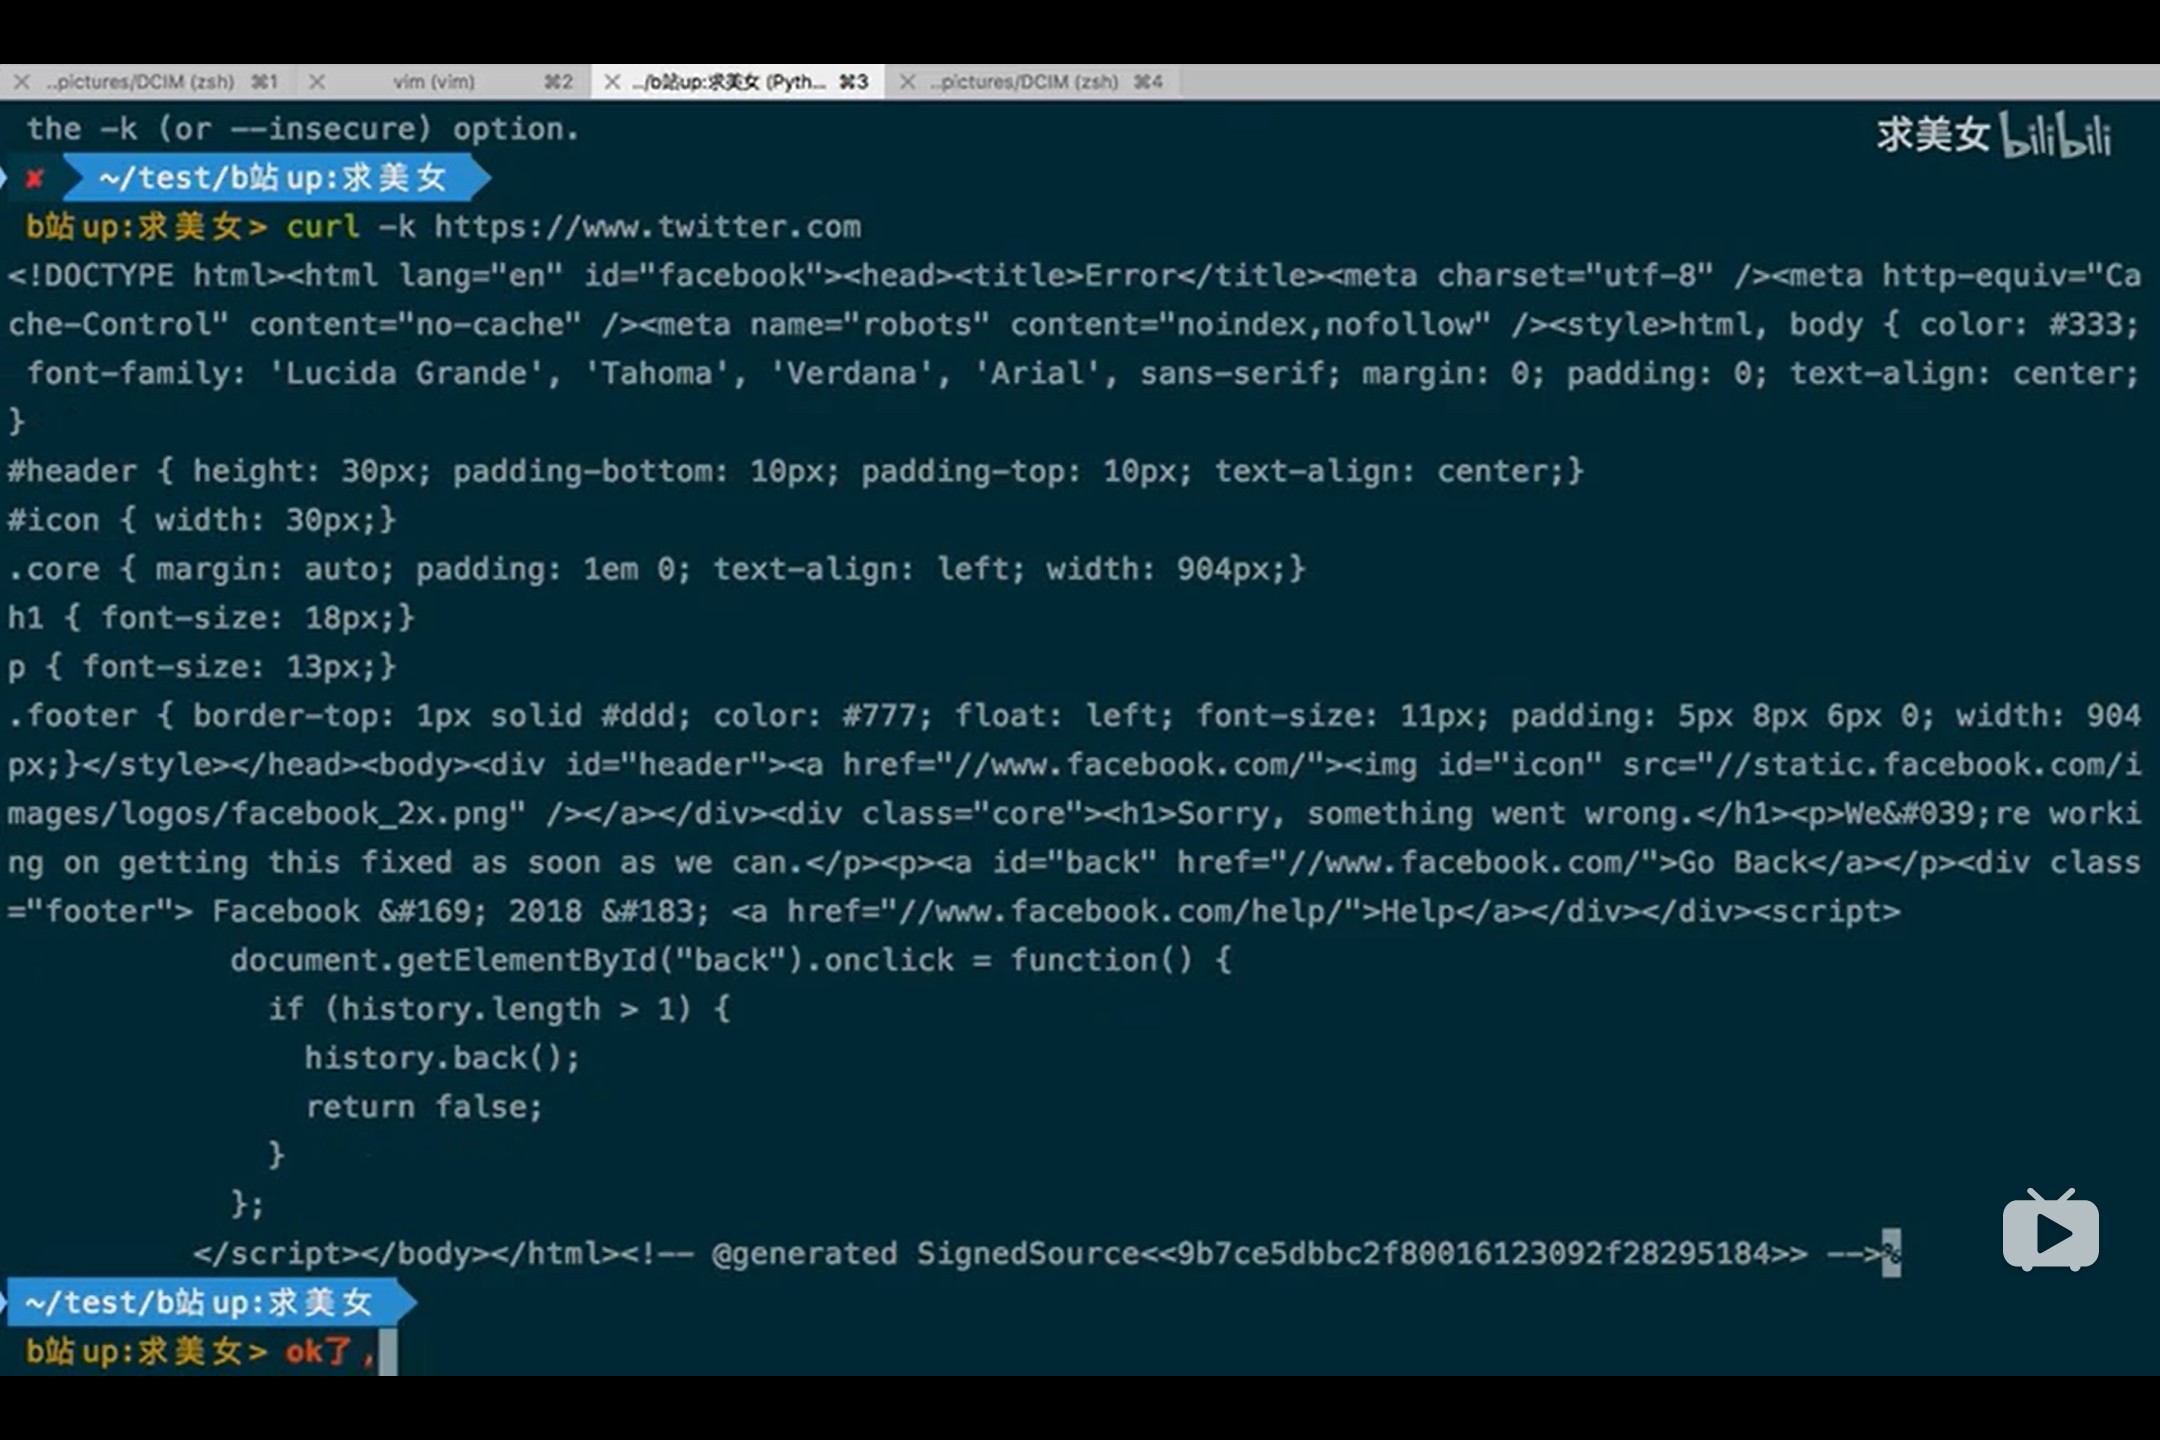 ..pictures/DCIM (zsh) ⌘1 vim (vim) ⌘2 ../b站up:求美女 (Pyth... ⌘3 ..pictures/DCIM (zsh) ⌘4
the -k (or --insecure) option.
求美女 bilibili
✘ ~/test/b站up:求美女
b站up:求美女> curl -k https://www.twitter.com
<!DOCTYPE html><html lang="en" id="facebook"><head><title>Error</title><meta charset="utf-8" /><meta http-equiv="Ca
che-Control" content="no-cache" /><meta name="robots" content="noindex,nofollow" /><style>html, body { color: #333;
font-family: 'Lucida Grande', 'Tahoma', 'Verdana', 'Arial', sans-serif; margin: 0; padding: 0; text-align: center;
}
#header { height: 30px; padding-bottom: 10px; padding-top: 10px; text-align: center;}
#icon { width: 30px;}
.core { margin: auto; padding: 1em 0; text-align: left; width: 904px;}
h1 { font-size: 18px;}
p { font-size: 13px;}
.footer { border-top: 1px solid #ddd; color: #777; float: left; font-size: 11px; padding: 5px 8px 6px 0; width: 904
px;}</style></head><body><div id="header"><a href="//www.facebook.com/"><img id="icon" src="//static.facebook.com/i
mages/logos/facebook_2x.png" /></a></div><div class="core"><h1>Sorry, something went wrong.</h1><p>We&#039;re worki
ng on getting this fixed as soon as we can.</p><p><a id="back" href="//www.facebook.com/">Go Back</a></p><div class
="footer"> Facebook &#169; 2018 &#183; <a href="//www.facebook.com/help/">Help</a></div></div><script>
document.getElementById("back").onclick = function() {
if (history.length > 1) {
history.back();
return false;
}
};
</script></body></html><!-- @generated SignedSource<<9b7ce5dbbc2f80016123092f28295184>> -->%
~/test/b站up:求美女
b站up:求美女> ok了,